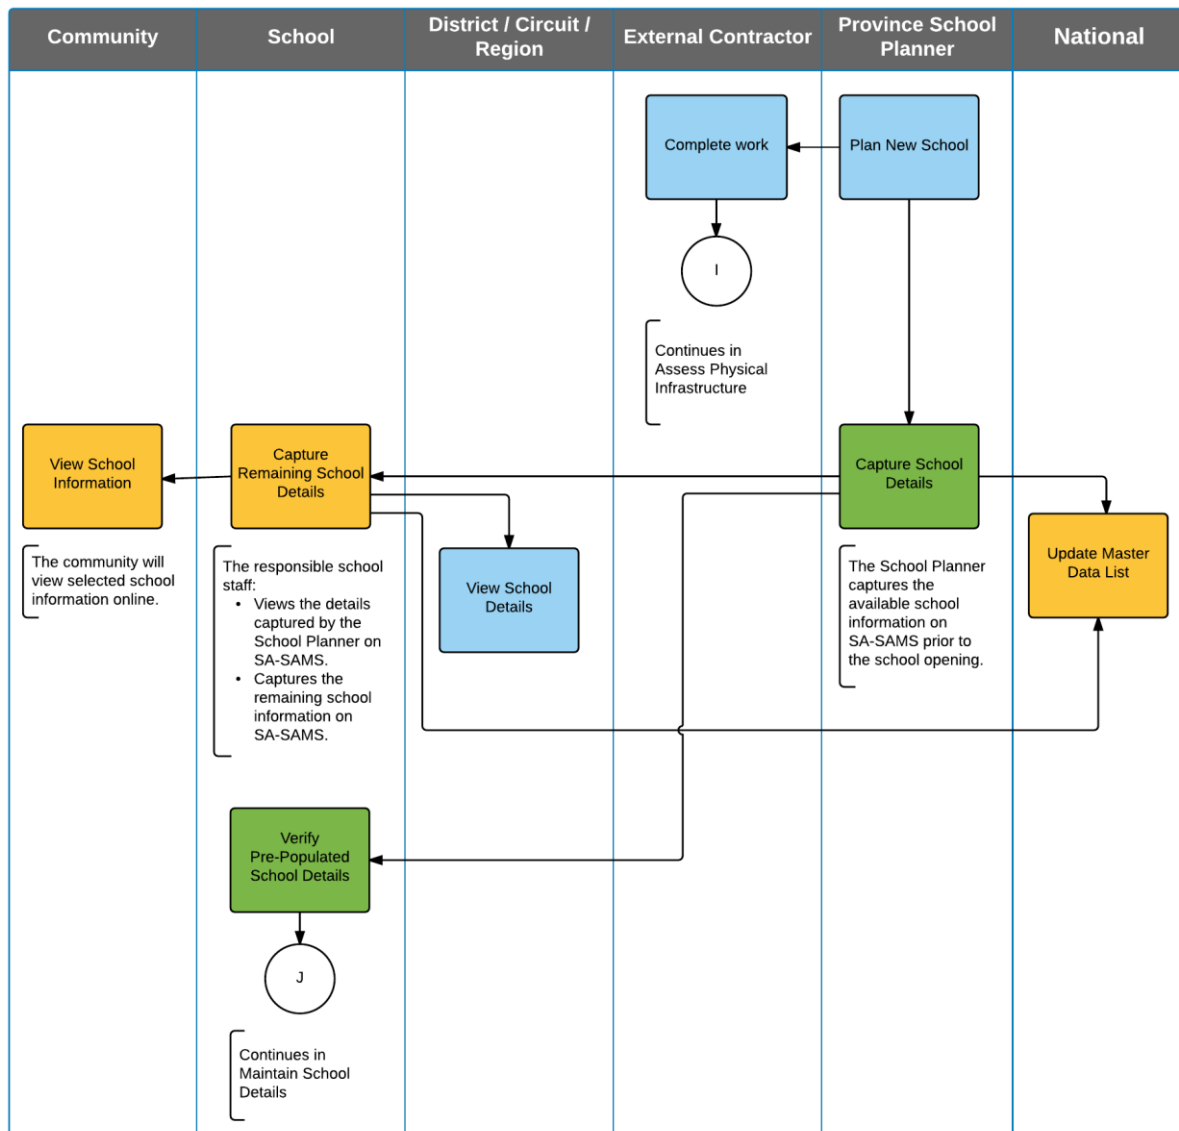 Community
School
District / Circuit /
Region
External Contractor
Province School
Planner
National
Complete work
Plan New School
I
Continues in
Assess Physical
Infrastructure
View School
Information
Capture
Remaining School
Details
Capture School
Details
Update Master
Data List
The community will
view selected school
information online.
The responsible school
staff:
• Views the details
captured by the
School Planner on
SA-SAMS.
• Captures the
remaining school
information on
SA-SAMS.
View School
Details
The School Planner
captures the
available school
information on
SA-SAMS prior to
the school opening.
Verify
Pre-Populated
School Details
J
Continues in
Maintain School
Details